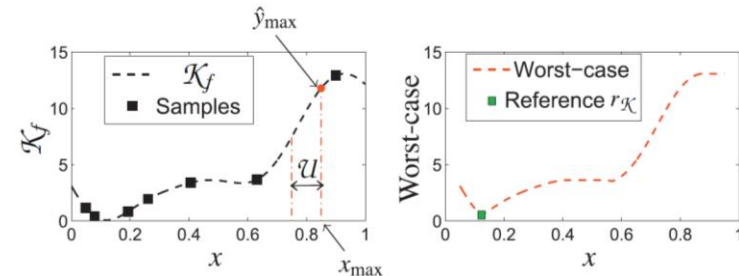 ŷmax
15
10
5
0
𝒦f
𝒦f
Samples
𝒰
0 0.2 0.4 0.6 0.8 1
x
xmax
15
10
5
0
Worst-case
Worst-case
Reference r𝒦
0 0.2 0.4 0.6 0.8 1
x